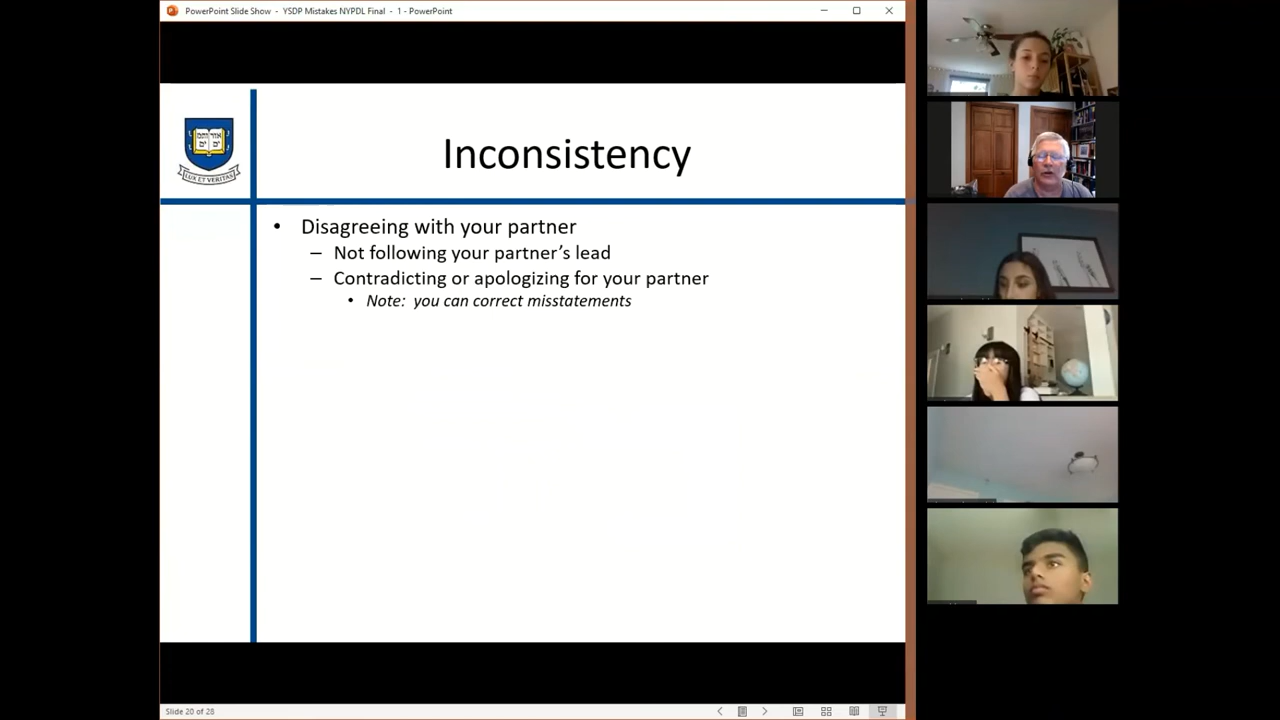 PowerPoint Slide Show - YSDP Mistakes NYPDL Final - 1 - PowerPoint
LUX ET VERITAS
Inconsistency
• Disagreeing with your partner
– Not following your partner’s lead
– Contradicting or apologizing for your partner
• Note: you can correct misstatements
Slide 20 of 28